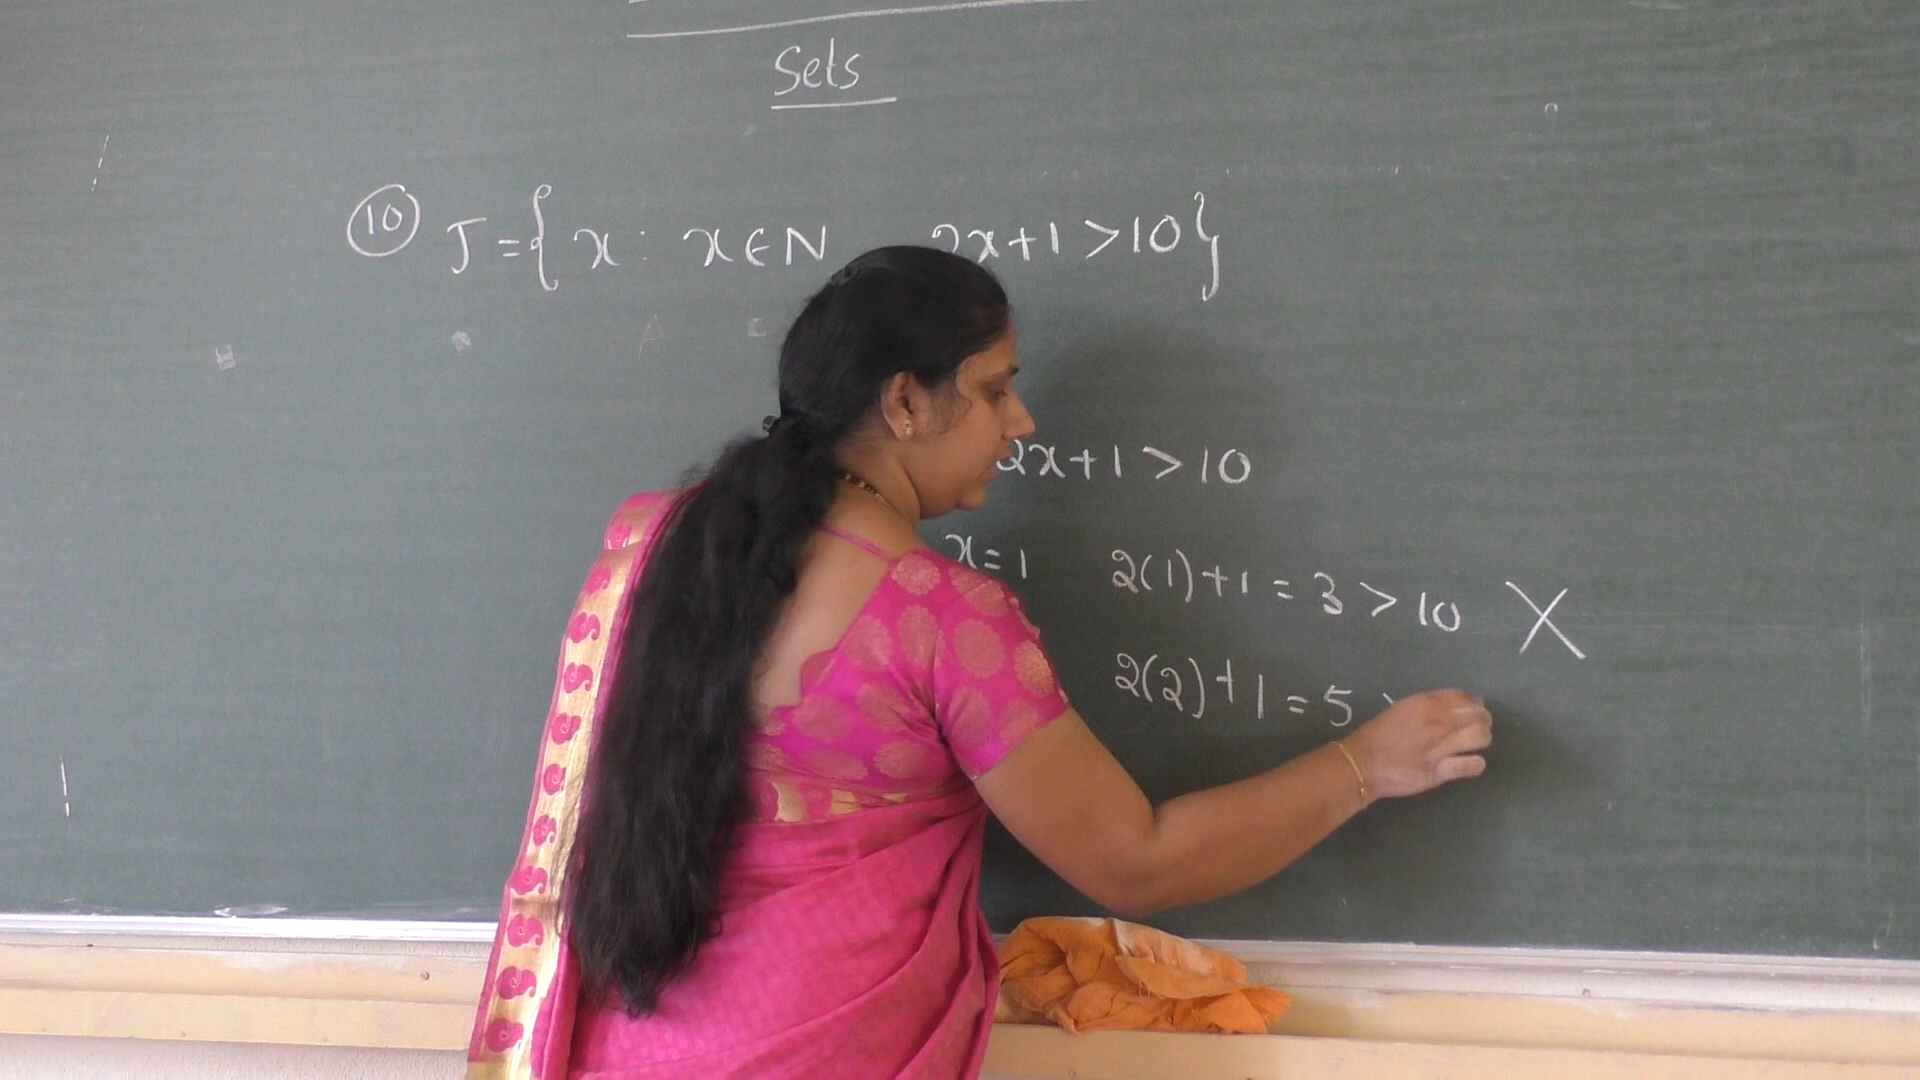 Sets
10 J = { x : x ∈ N 2x+1 > 10 }
2x+1 > 10
x = 1 2(1)+1 = 3 > 10 X
2(2)+1 = 5 >